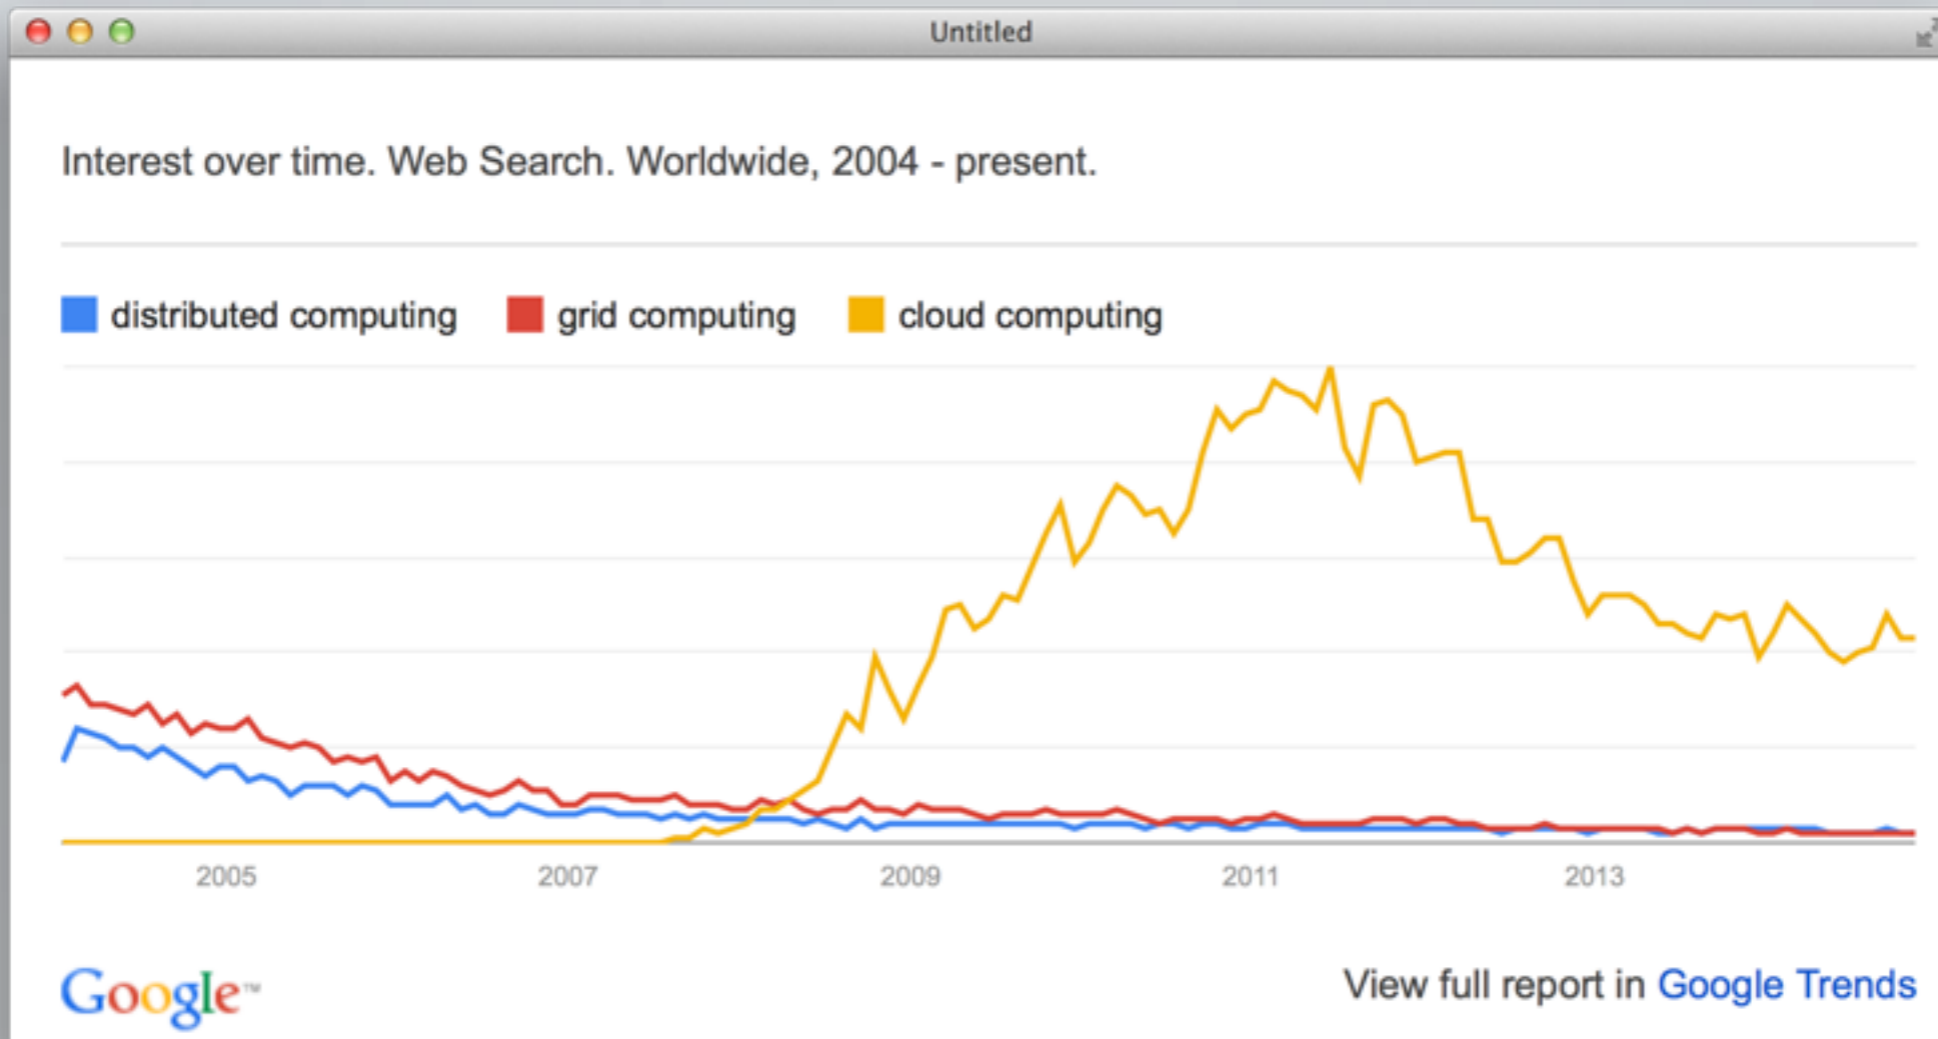 Untitled
Interest over time. Web Search. Worldwide, 2004 - present.
distributed computing grid computing cloud computing
2005 2007 2009 2011 2013
Google™ View full report in Google Trends